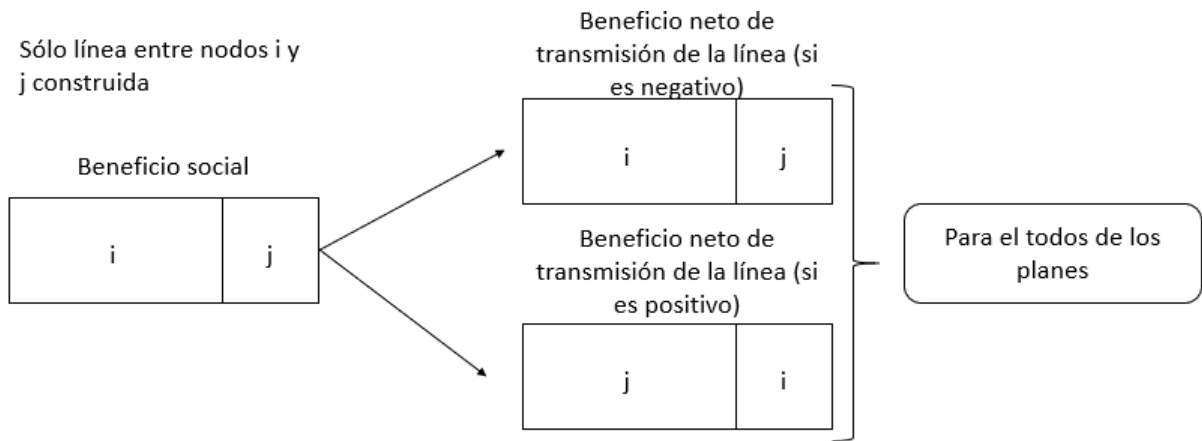 Sólo línea entre nodos i y
j construida
Beneficio social
i
j
Beneficio neto de
transmisión de la línea (si
es negativo)
i
j
Beneficio neto de
transmisión de la línea (si
es positivo)
j
i
Para el todos de los
planes